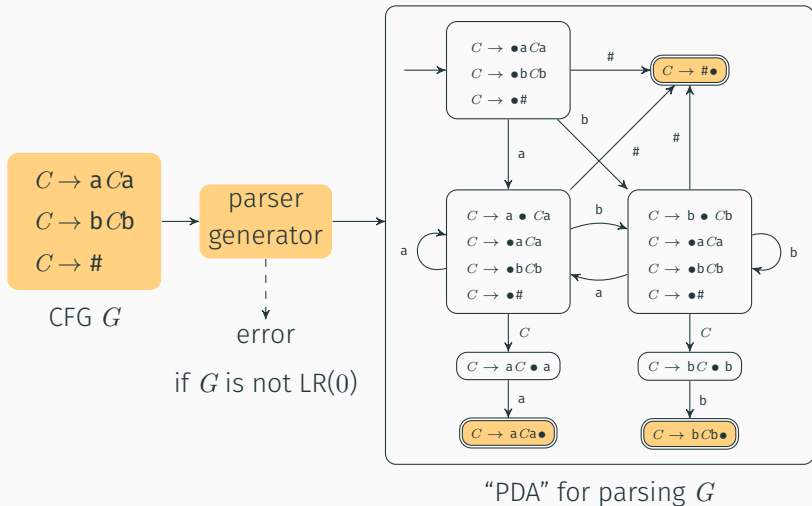 C → aCa
C → bCb
C → #
CFG G
parser
generator
error
if G is not LR(0)
C → •aCa
C → •bCb
C → •#
#
C → #•
a
b
#
#
C → a • Ca
C → •aCa
C → •bCb
C → •#
a
b
a
C → b • Cb
C → •aCa
C → •bCb
C → •#
b
C
C
C → aC • a
C → bC • b
a
b
C → aCa•
C → bCb•
“PDA” for parsing G